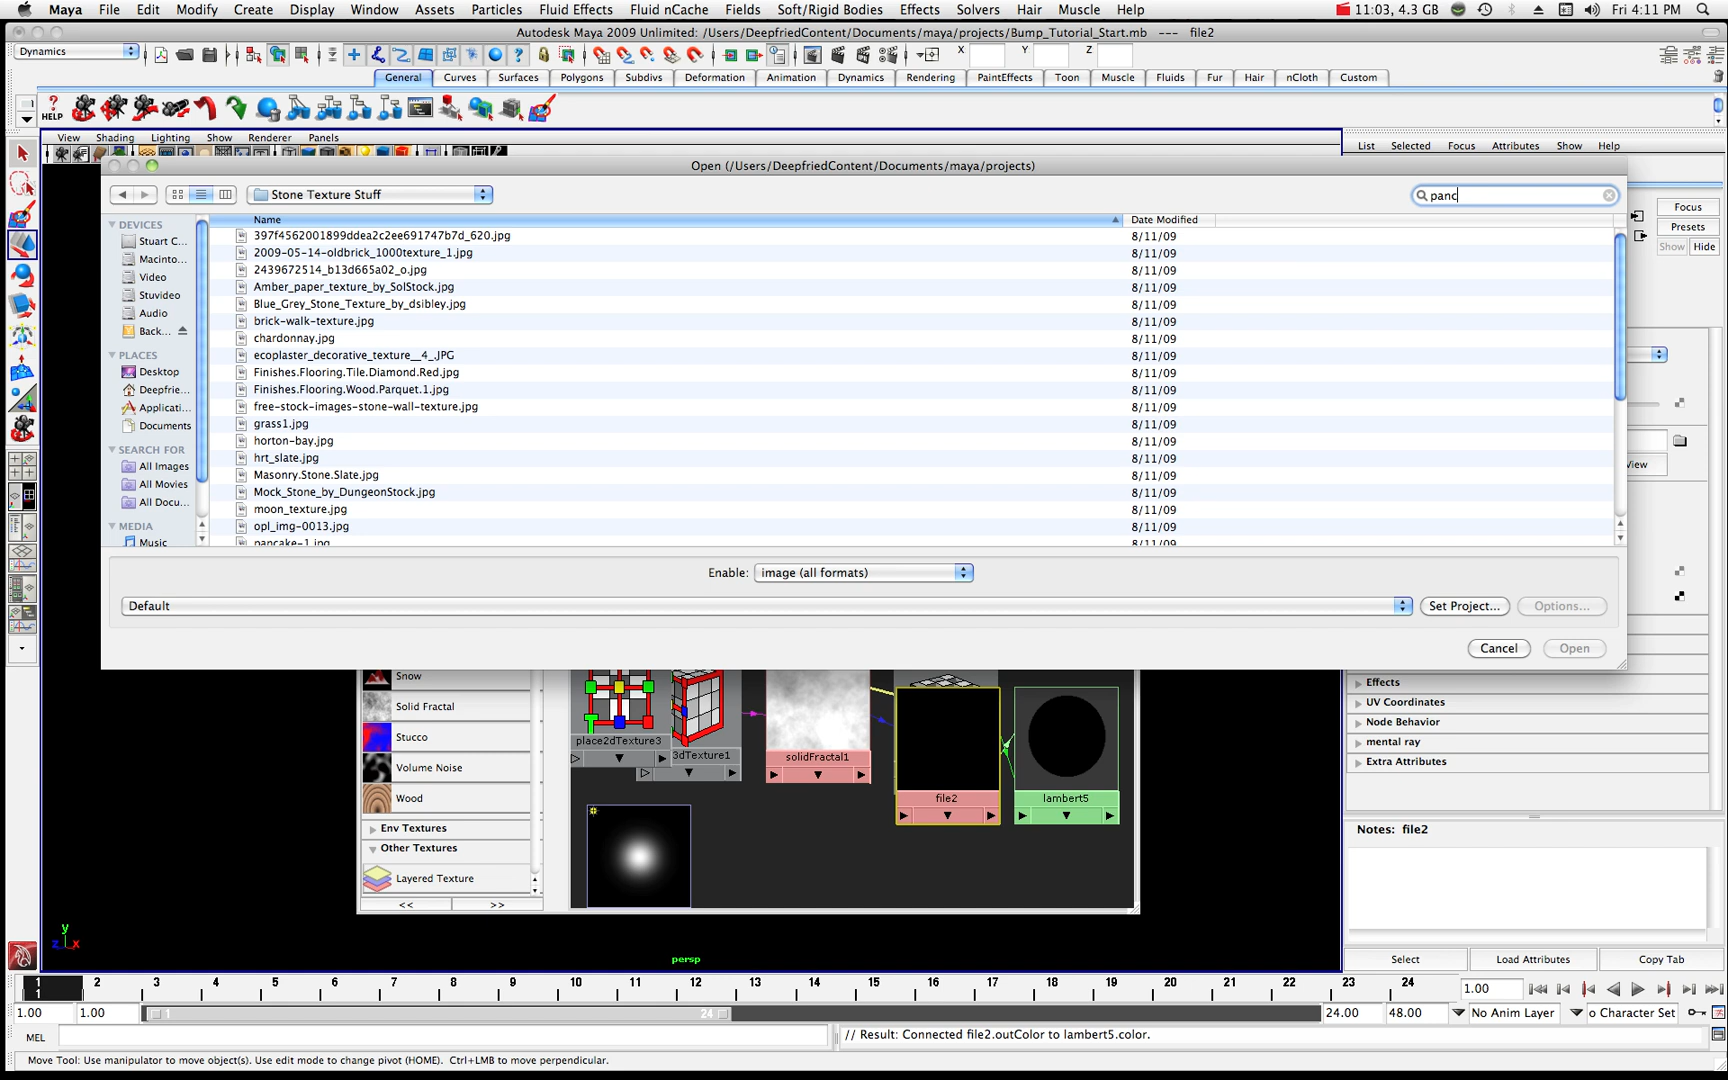 Maya File Edit Modify Create Display Window Assets Particles Fluid Effects Fluid nCache Fields Soft/Rigid Bodies Effects Solvers Hair Muscle Help 11:03, 4.3 GB Fri 4:11 PM
Autodesk Maya 2009 Unlimited: /Users/DeepfriedContent/Documents/maya/projects/Bump_Tutorial_Start.mb --- file2
Dynamics X Y Z
General Curves Surfaces Polygons Subdivs Deformation Animation Dynamics Rendering PaintEffects Toon Muscle Fluids Fur Hair nCloth Custom
HELP
View Shading Lighting Show Renderer Panels
List Selected Focus Attributes Show Help
Open (/Users/DeepfriedContent/Documents/maya/projects)
Stone Texture Stuff
panc
Focus
Presets
Show Hide
Name Date Modified
DEVICES
Stuart C...
Macinto...
Video
Stuvideo
Audio
Back...
PLACES
Desktop
Deepfrie...
Applicati...
Documents
SEARCH FOR
All Images
All Movies
All Docu...
MEDIA
Music
397f4562001899ddea2c2ee691747b7d_620.jpg 8/11/09
2009-05-14-oldbrick_1000texture_1.jpg 8/11/09
2439672514_b13d665a02_o.jpg 8/11/09
Amber_paper_texture_by_SolStock.jpg 8/11/09
Blue_Grey_Stone_Texture_by_dsibley.jpg 8/11/09
brick-walk-texture.jpg 8/11/09
chardonnay.jpg 8/11/09
ecoplaster_decorative_texture__4_.JPG 8/11/09
Finishes.Flooring.Tile.Diamond.Red.jpg 8/11/09
Finishes.Flooring.Wood.Parquet.1.jpg 8/11/09
free-stock-images-stone-wall-texture.jpg 8/11/09
grass1.jpg 8/11/09
horton-bay.jpg 8/11/09
hrt_slate.jpg 8/11/09
Masonry.Stone.Slate.jpg 8/11/09
Mock_Stone_by_DungeonStock.jpg 8/11/09
moon_texture.jpg 8/11/09
opl_img-0013.jpg 8/11/09
pancake-1.jpg 8/11/09
View
Enable: image (all formats)
Default Set Project... Options...
Cancel Open
Snow
Solid Fractal
Stucco
Volume Noise
Wood
Env Textures
Other Textures
Layered Texture
<< >>
place2dTexture3
3dTexture1
solidFractal1
file2
lambert5
Effects
UV Coordinates
Node Behavior
mental ray
Extra Attributes
Notes: file2
y
z x
persp
Select Load Attributes Copy Tab
1 2 3 4 5 6 7 8 9 10 11 12 13 14 15 16 17 18 19 20 21 22 23 24
1 1.00
1.00 1.00 1 24 24.00 48.00 No Anim Layer o Character Set
MEL // Result: Connected file2.outColor to lambert5.color.
Move Tool: Use manipulator to move object(s). Use edit mode to change pivot (HOME). Ctrl+LMB to move perpendicular.